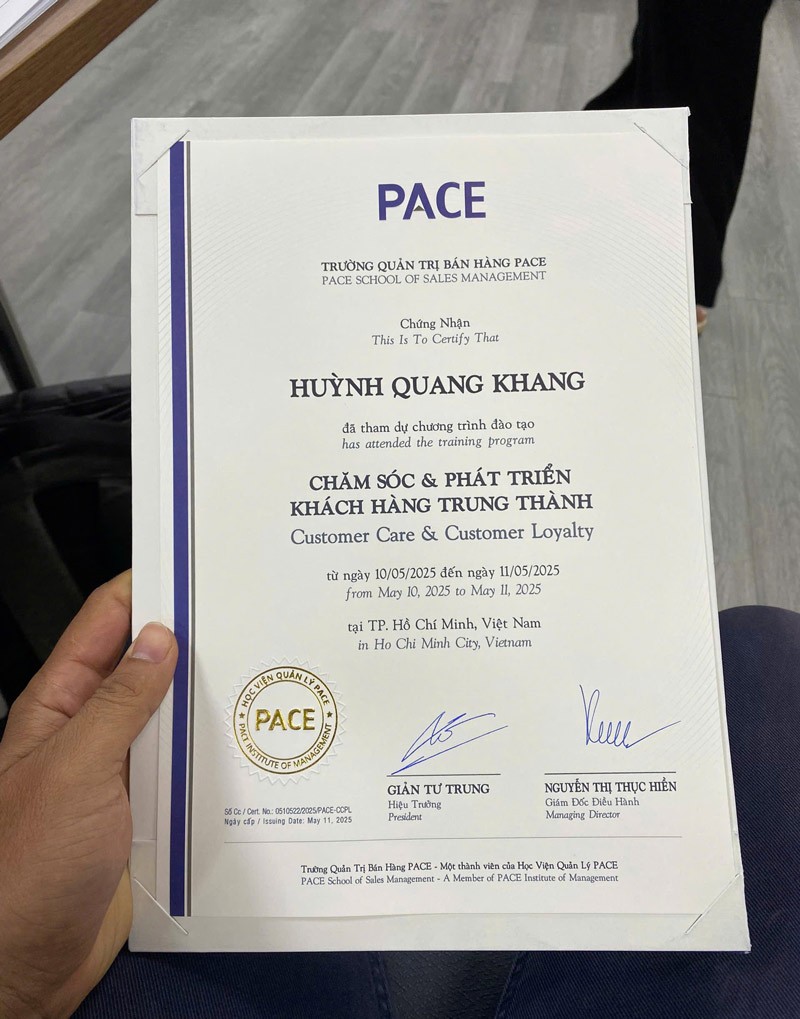 PACE
TRƯỜNG QUẢN TRỊ BÁN HÀNG PACE
PACE SCHOOL OF SALES MANAGEMENT
Chứng Nhận
This Is To Certify That
HUỲNH QUANG KHANG
đã tham dự chương trình đào tạo
has attended the training program
CHĂM SÓC & PHÁT TRIỂN
KHÁCH HÀNG TRUNG THÀNH
Customer Care & Customer Loyalty
từ ngày 10/05/2025 đến ngày 11/05/2025
from May 10, 2025 to May 11, 2025
tại TP. Hồ Chí Minh, Việt Nam
in Ho Chi Minh City, Vietnam
HỌC VIỆN QUẢN LÝ PACE
PACE
PACE INSTITUTE OF MANAGEMENT
GIẢN TƯ TRUNG
Hiệu Trưởng
President
NGUYỄN THỊ THỤC HIỀN
Giám Đốc Điều Hành
Managing Director
Số Cc / Cert. No.: 0510522/2025/PACE-CCPL
Ngày cấp / Issuing Date: May 11, 2025
Trường Quản Trị Bán Hàng PACE - Một thành viên của Học Viện Quản Lý PACE
PACE School of Sales Management - A Member of PACE Institute of Management